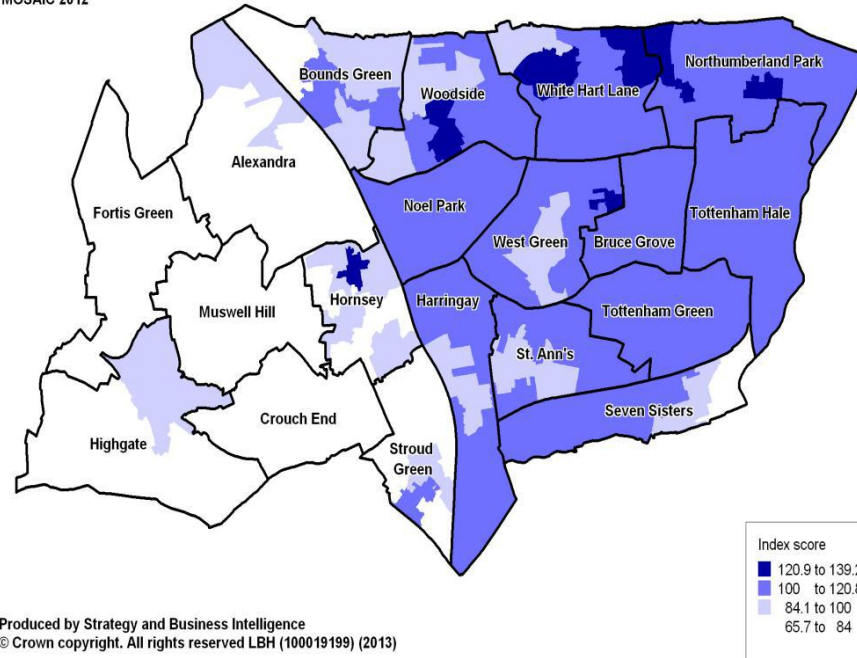 MOSAIC 2012
Bounds Green
Woodside
White Hart Lane
Northumberland Park
Alexandra
Fortis Green
Noel Park
West Green
Bruce Grove
Tottenham Hale
Muswell Hill
Hornsey
Harringay
Tottenham Green
St. Ann's
Seven Sisters
Crouch End
Highgate
Stroud
Green
Index score
120.9 to 139.2
100 to 120.8
84.1 to 100
65.7 to 84
Produced by Strategy and Business Intelligence
© Crown copyright. All rights reserved LBH (100019199) (2013)